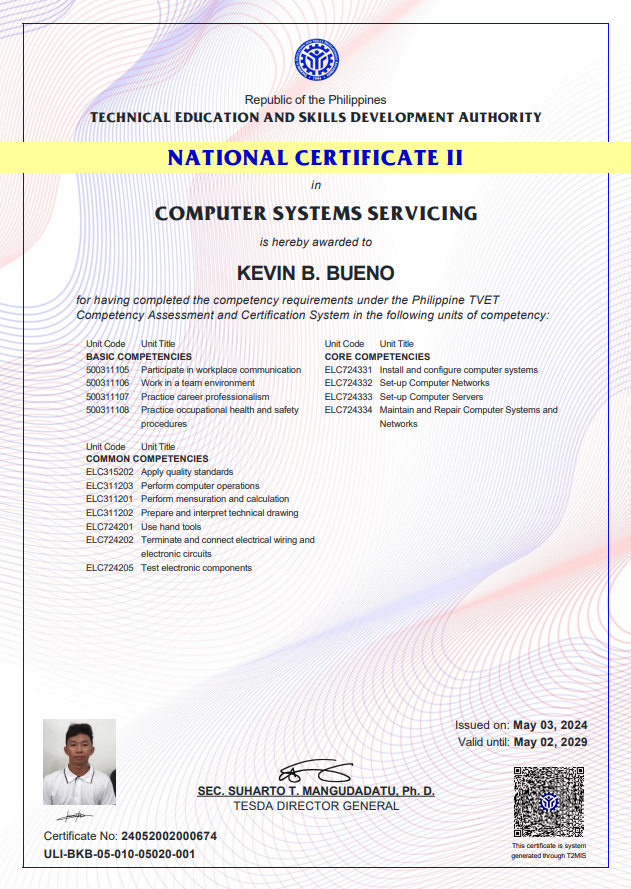 Republic of the Philippines
TECHNICAL EDUCATION AND SKILLS DEVELOPMENT AUTHORITY
NATIONAL CERTIFICATE II
in
COMPUTER SYSTEMS SERVICING
is hereby awarded to
KEVIN B. BUENO
for having completed the competency requirements under the Philippine TVET
Competency Assessment and Certification System in the following units of competency:
Unit Code Unit Title
BASIC COMPETENCIES
500311105 Participate in workplace communication
500311106 Work in a team environment
500311107 Practice career professionalism
500311108 Practice occupational health and safety
procedures
Unit Code Unit Title
COMMON COMPETENCIES
ELC315202 Apply quality standards
ELC311203 Perform computer operations
ELC311201 Perform mensuration and calculation
ELC311202 Prepare and interpret technical drawing
ELC724201 Use hand tools
ELC724202 Terminate and connect electrical wiring and
electronic circuits
ELC724205 Test electronic components
Unit Code Unit Title
CORE COMPETENCIES
ELC724331 Install and configure computer systems
ELC724332 Set-up Computer Networks
ELC724333 Set-up Computer Servers
ELC724334 Maintain and Repair Computer Systems and
Networks
Issued on: May 03, 2024
Valid until: May 02, 2029
SEC. SUHARTO T. MANGUDADATU, Ph. D.
TESDA DIRECTOR GENERAL
Certificate No: 24052002000674
ULI-BKB-05-010-05020-001
This certificate is system
generated through T2MIS